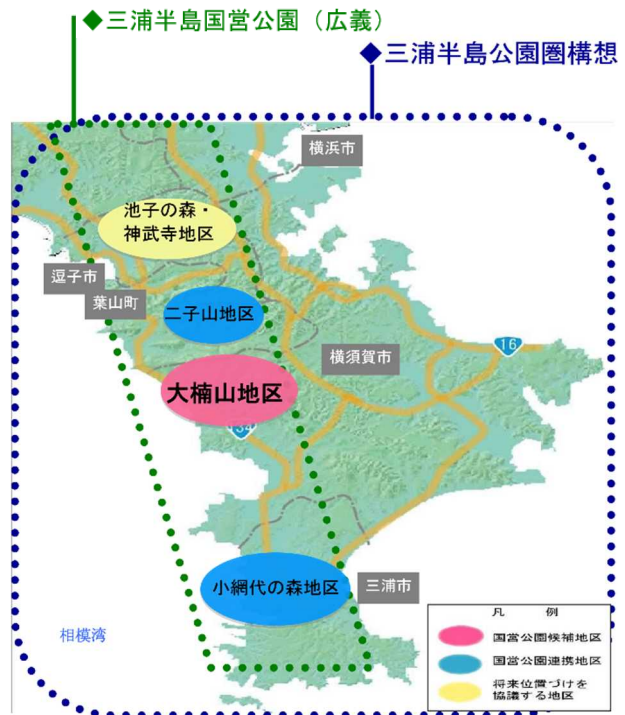 ◆三浦半島国営公園（広義）
◆三浦半島公園圏構想
横浜市
池子の森・
神武寺地区
逗子市
葉山町
二子山地区
横須賀市
16
大楠山地区
34
小網代の森地区
三浦市
相模湾
凡 例
国営公園候補地区
国営公園連携地区
将来位置づけを
協議する地区